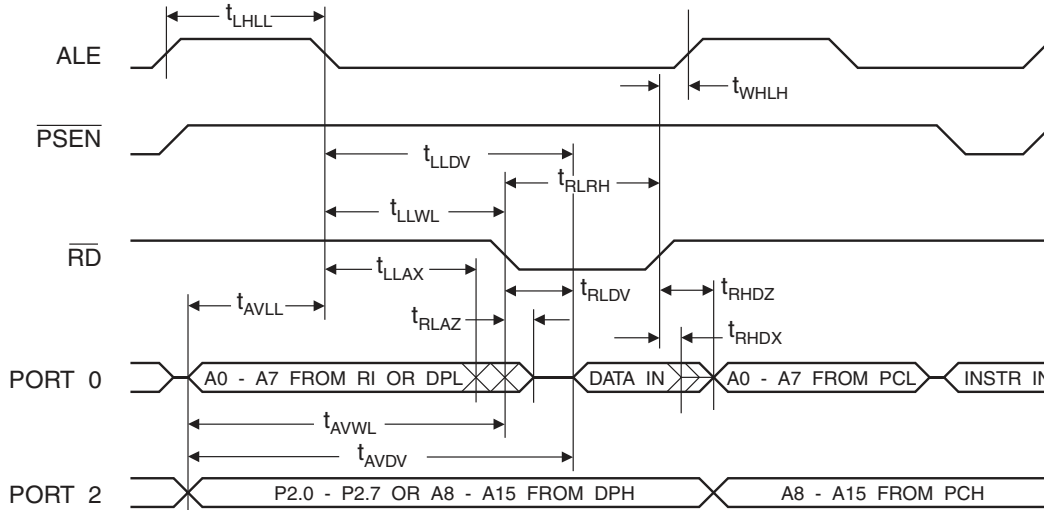 tLHLL
ALE
tWHLH
PSEN
tLLDV
tRLRH
tLLWL
RD
tLLAX
tRLDV
tRHDZ
tAVLL
tRLAZ
tRHDX
PORT 0
A0 - A7 FROM RI OR DPL
DATA IN
A0 - A7 FROM PCL
INSTR IN
tAVWL
tAVDV
PORT 2
P2.0 - P2.7 OR A8 - A15 FROM DPH
A8 - A15 FROM PCH